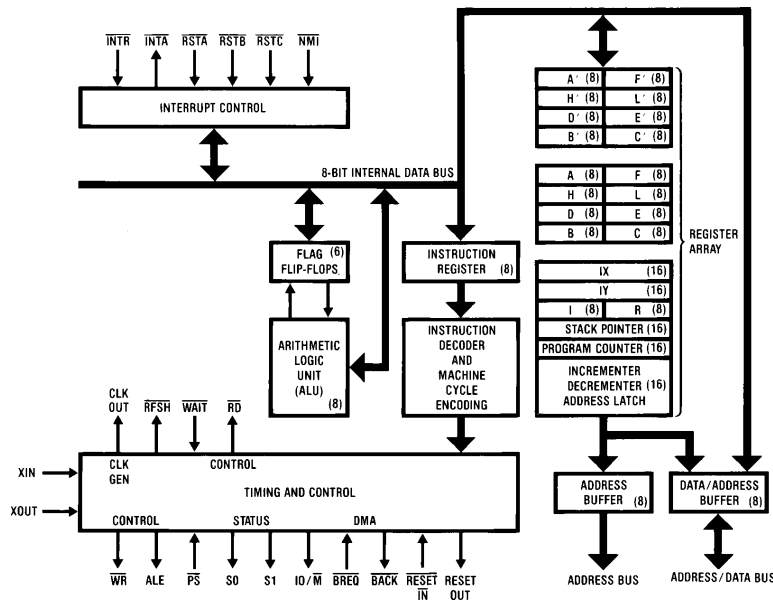 INTR INTA RSTA RSTB RSTC NMI
INTERRUPT CONTROL
8-BIT INTERNAL DATA BUS
A' (8) F' (8)
H' (8) L' (8)
D' (8) E' (8)
B' (8) C' (8)
A (8) F (8)
H (8) L (8)
D (8) E (8)
B (8) C (8)
IX (16)
IY (16)
I (8) R (8)
STACK POINTER (16)
PROGRAM COUNTER (16)
INCREMENTER
DECREMENTER (16)
ADDRESS LATCH
REGISTER
ARRAY
FLAG (6)
FLIP-FLOPS
INSTRUCTION
REGISTER (8)
ARITHMETIC
LOGIC
UNIT
(ALU) (8)
INSTRUCTION
DECODER
AND
MACHINE
CYCLE
ENCODING
CLK
OUT RFSH WAIT RD
CLK
GEN
CONTROL
XIN
XOUT
TIMING AND CONTROL
CONTROL STATUS DMA
WR ALE PS S0 S1 IO/M BREQ BACK RESET
IN
RESET
OUT
ADDRESS
BUFFER (8)
DATA/ADDRESS
BUFFER (8)
ADDRESS BUS
ADDRESS/DATA BUS